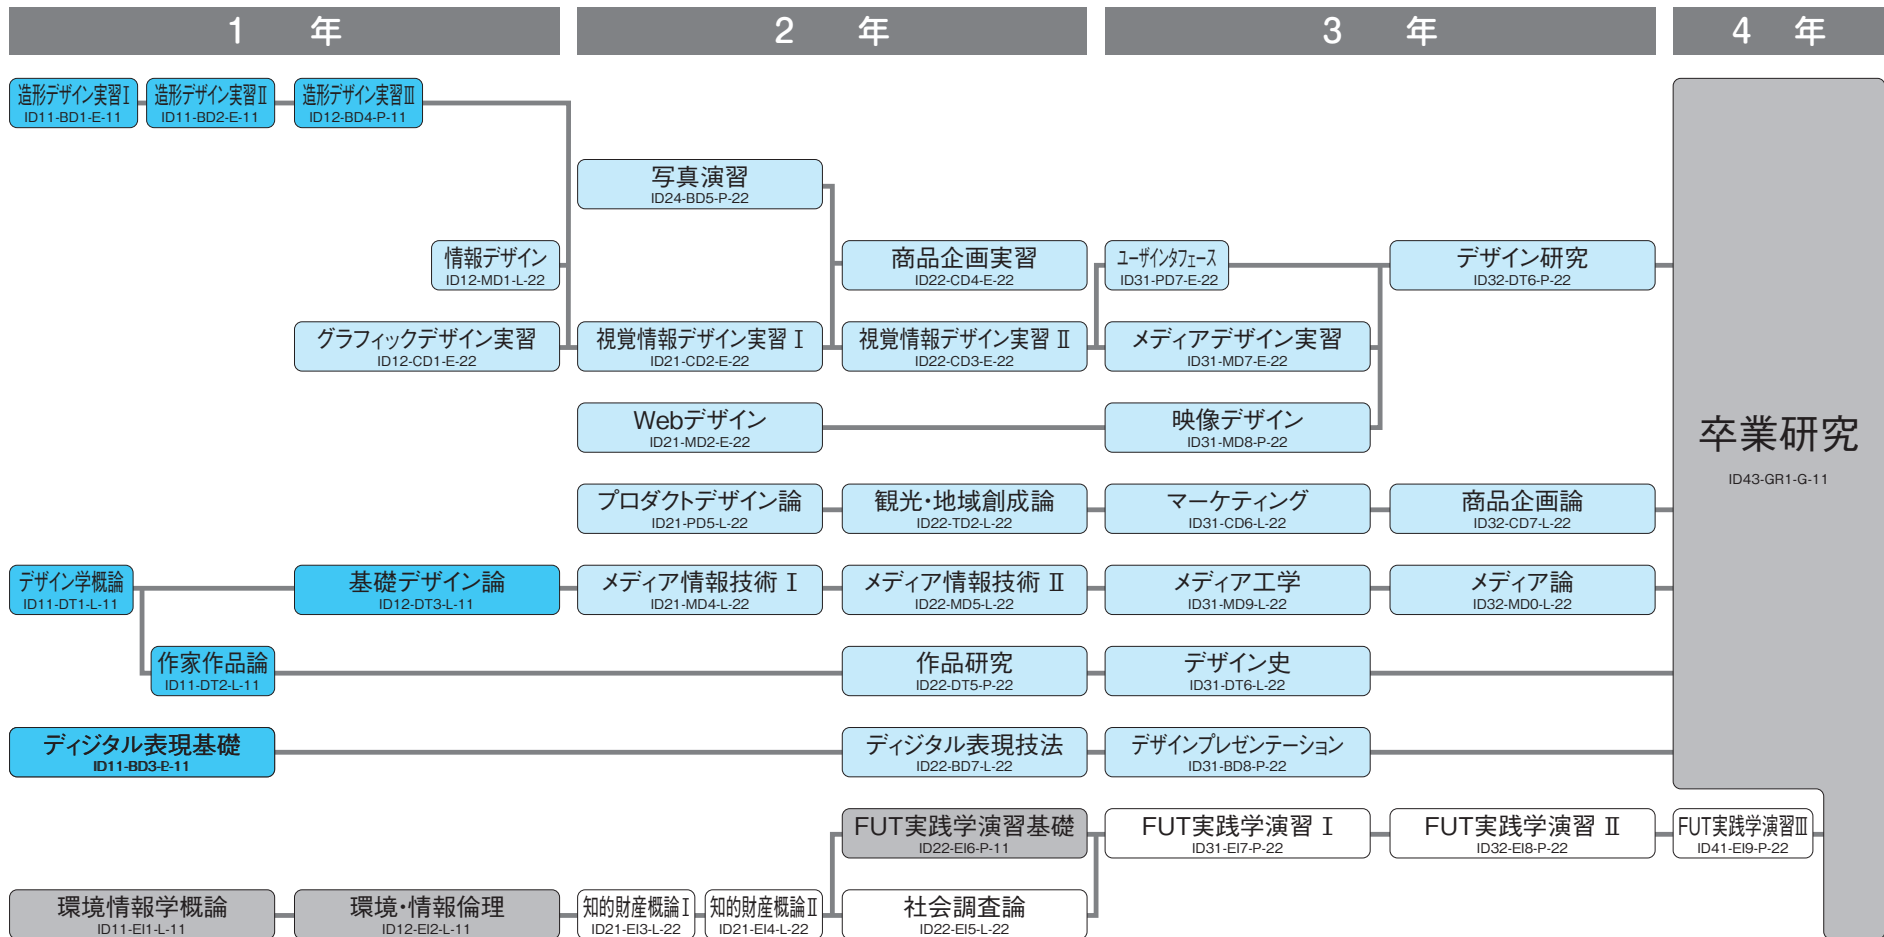 1 年
2 年
3 年
4 年
造形デザイン実習Ⅰ
ID11-BD1-E-11
造形デザイン実習Ⅱ
ID11-BD2-E-11
造形デザイン実習Ⅲ
ID12-BD4-P-11
写真演習
ID24-BD5-P-22
情報デザイン
ID12-MD1-L-22
商品企画実習
ID22-CD4-E-22
ユーザインタフェース
ID31-PD7-E-22
デザイン研究
ID32-DT6-P-22
グラフィックデザイン実習
ID12-CD1-E-22
視覚情報デザイン実習 Ⅰ
ID21-CD2-E-22
視覚情報デザイン実習 Ⅱ
ID22-CD3-E-22
メディアデザイン実習
ID31-MD7-E-22
Webデザイン
ID21-MD2-E-22
映像デザイン
ID31-MD8-P-22
卒業研究
ID43-GR1-G-11
プロダクトデザイン論
ID21-PD5-L-22
観光・地域創成論
ID22-TD2-L-22
マーケティング
ID31-CD6-L-22
商品企画論
ID32-CD7-L-22
デザイン学概論
ID11-DT1-L-11
基礎デザイン論
ID12-DT3-L-11
メディア情報技術 Ⅰ
ID21-MD4-L-22
メディア情報技術 Ⅱ
ID22-MD5-L-22
メディア工学
ID31-MD9-L-22
メディア論
ID32-MD0-L-22
作家作品論
ID11-DT2-L-11
作品研究
ID22-DT5-P-22
デザイン史
ID31-DT6-L-22
ディジタル表現基礎
ID11-BD3-P-11
ディジタル表現技法
ID22-BD7-L-22
デザインプレゼンテーション
ID31-BD8-P-22
FUT実践学演習基礎
ID22-EI6-P-11
FUT実践学演習 Ⅰ
ID31-EI7-P-22
FUT実践学演習 Ⅱ
ID32-EI8-P-22
FUT実践学演習Ⅲ
ID41-EI9-P-22
環境情報学概論
ID11-EI1-L-11
環境・情報倫理
ID12-EI2-L-11
知的財産概論Ⅰ
ID21-EI3-L-22
知的財産概論Ⅱ
ID21-EI4-L-22
社会調査論
ID22-EI5-L-22